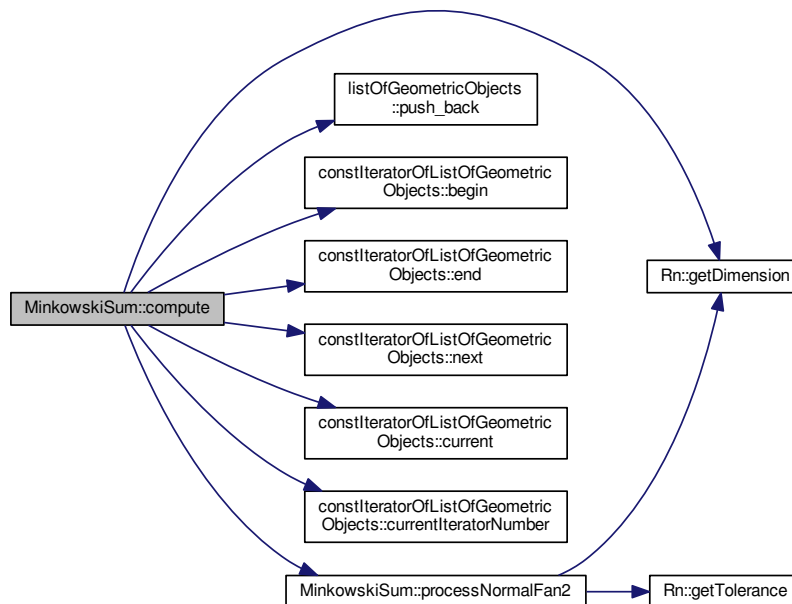 listOfGeometricObjects
::push_back
constIteratorOfListOfGeometric
Objects::begin
constIteratorOfListOfGeometric
Objects::end
Rn::getDimension
MinkowskiSum::compute
constIteratorOfListOfGeometric
Objects::next
constIteratorOfListOfGeometric
Objects::current
constIteratorOfListOfGeometric
Objects::currentIteratorNumber
MinkowskiSum::processNormalFan2
Rn::getTolerance